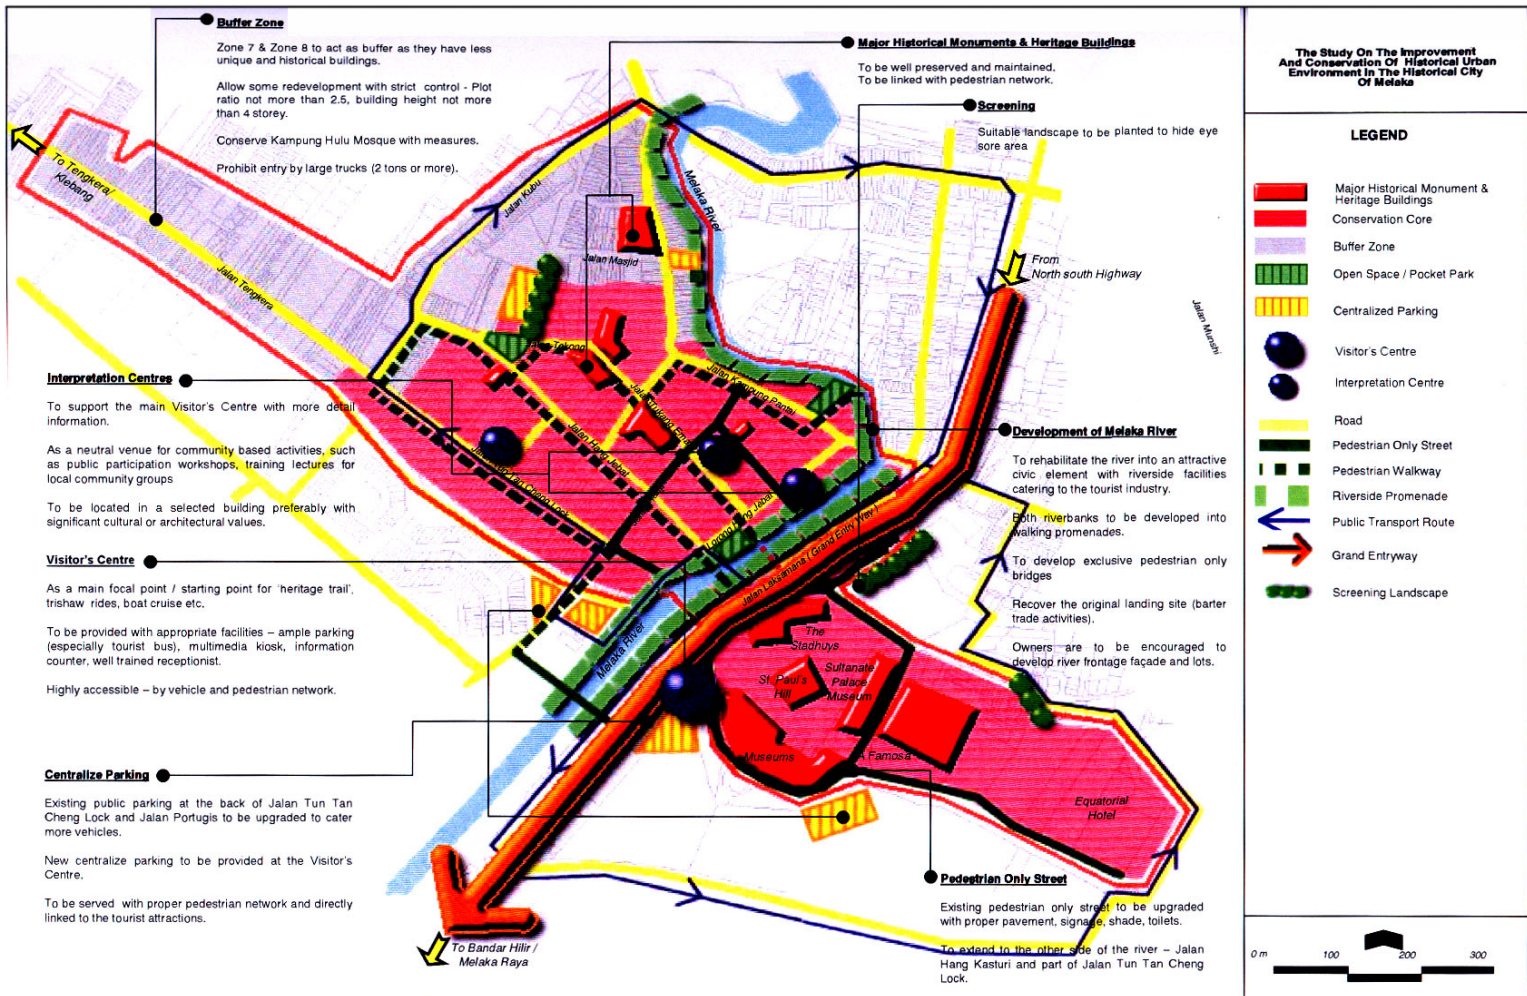 Buffer Zone
Zone 7 & Zone 8 to act as buffer as they have less
unique and historical buildings.
Allow some redevelopment with strict control - Plot
ratio not more than 2.5, building height not more
than 4 storey.
Conserve Kampung Hulu Mosque with measures.
Prohibit entry by large trucks (2 tons or more).
Major Historical Monuments & Heritage Buildings
To be well preserved and maintained.
To be linked with pedestrian network.
Screening
Suitable landscape to be planted to hide eye
sore area
To Tengkera/
Klebang
Jalan Tengkera
Jalan Kubu
Jalan Masjid
Melaka River
From
North south Highway
Jalan Munshi
Interpretation Centres
To support the main Visitor's Centre with more detail
information.
As a neutral venue for community based activities, such
as public participation workshops, training lectures for
local community groups
To be located in a selected building preferably with
significant cultural or architectural values.
Visitor's Centre
As a main focal point / starting point for 'heritage trail',
trishaw rides, boat cruise etc.
To be provided with appropriate facilities – ample parking
(especially tourist bus), multimedia kiosk, information
counter, well trained receptionist.
Highly accessible – by vehicle and pedestrian network.
Centralize Parking
Existing public parking at the back of Jalan Tun Tan
Cheng Lock and Jalan Portugis to be upgraded to cater
more vehicles.
New centralize parking to be provided at the Visitor's
Centre.
To be served with proper pedestrian network and directly
linked to the tourist attractions.
Tokong
Jalan Kampung Pantai
Jalan Tukang Emas
Jalan Hang Jebat
Jalan Tun Tan Cheng Lock
Lorong Hang Jebat
Jalan Laksamana ( Grand Entry Way )
Melaka River
Development of Melaka River
To rehabilitate the river into an attractive
civic element with riverside facilities
catering to the tourist industry.
Both riverbanks to be developed into
walking promenades.
To develop exclusive pedestrian only
bridges
Recover the original landing site (barter
trade activities).
Owners are to be encouraged to
develop river frontage façade and lots.
The
Stadhuys
St. Paul's
Hill
Sultanate
Palace
Museum
Museums
A Famosa
Equatorial
Hotel
Pedestrian Only Street
Existing pedestrian only street to be upgraded
with proper pavement, signage, shade, toilets.
To extend to the other side of the river – Jalan
Hang Kasturi and part of Jalan Tun Tan Cheng
Lock.
To Bandar Hilir /
Melaka Raya
The Study On The Improvement
And Conservation Of Historical Urban
Environment In The Historical City
Of Melaka
LEGEND
Major Historical Monument &
Heritage Buildings
Conservation Core
Buffer Zone
Open Space / Pocket Park
Centralized Parking
Visitor's Centre
Interpretation Centre
Road
Pedestrian Only Street
Pedestrian Walkway
Riverside Promenade
Public Transport Route
Grand Entryway
Screening Landscape
0 m 100 200 300